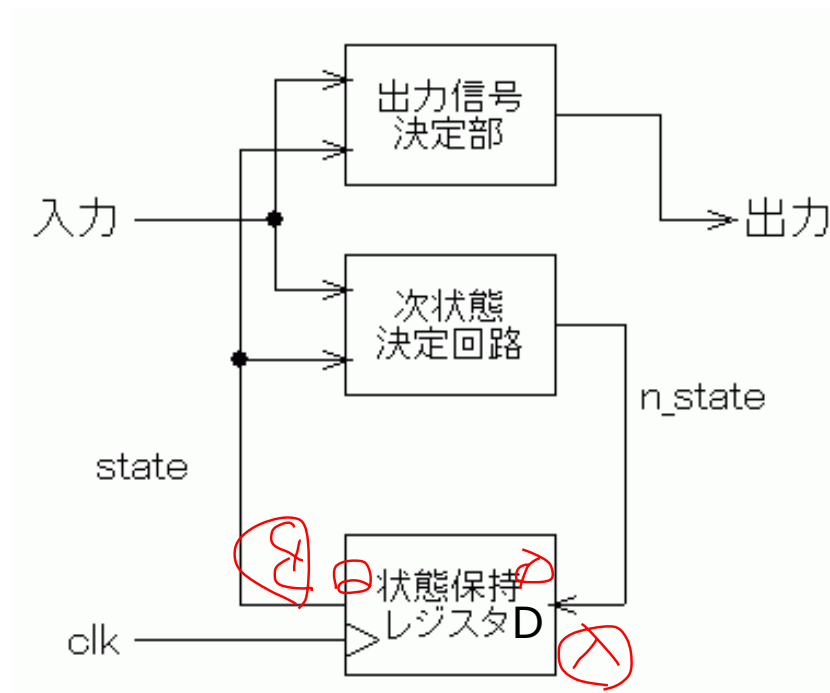 出力信号
決定部
入力
出力
次状態
決定回路
n_state
state
状態保持
レジスタD
clk